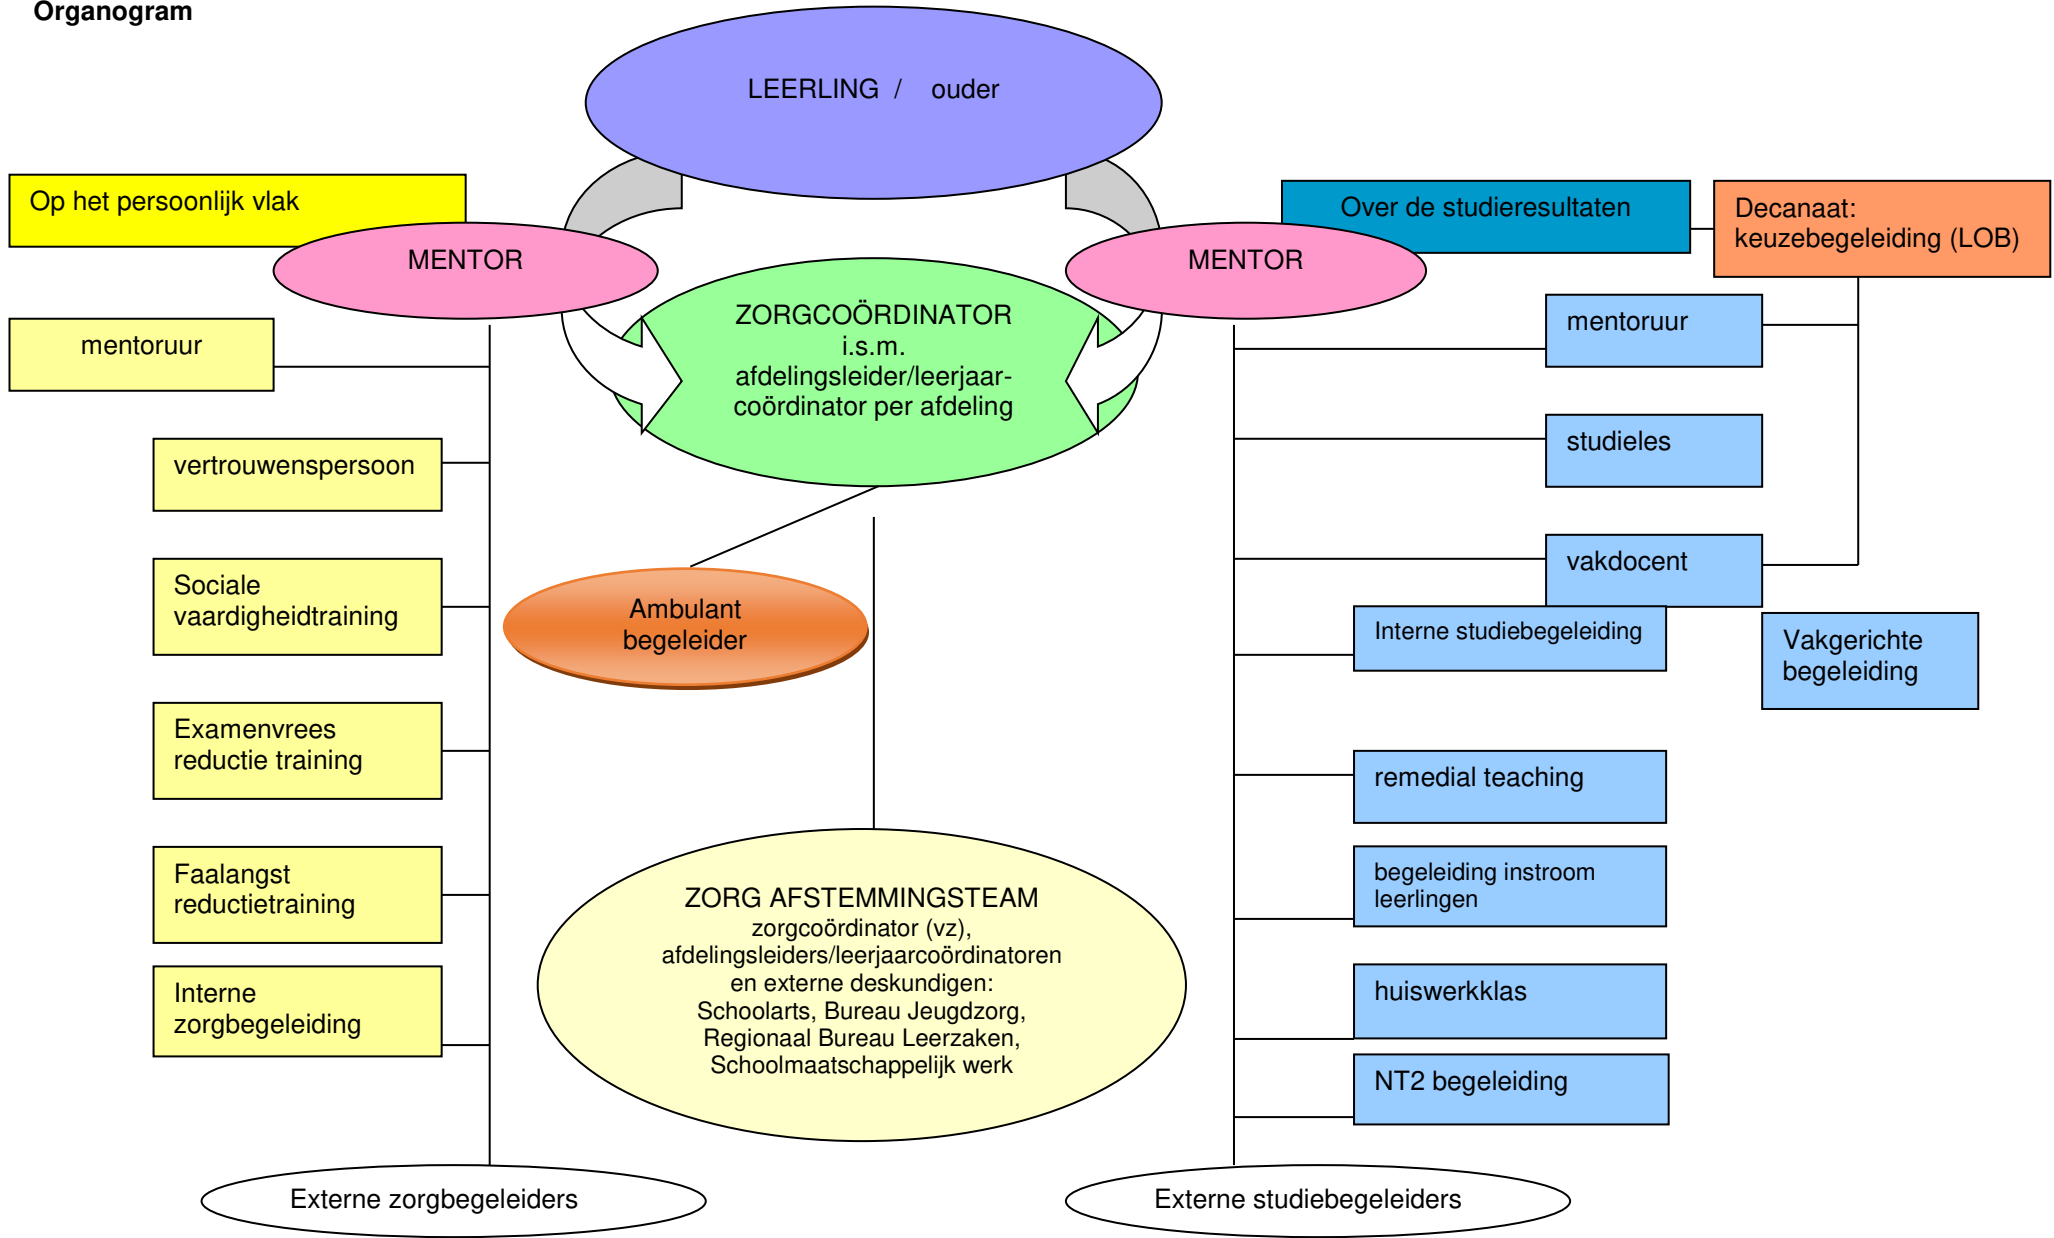 Organogram
LEERLING / ouder
Op het persoonlijk vlak
Over de studieresultaten
Decanaat:
keuzebegeleiding (LOB)
MENTOR
MENTOR
ZORGCOÖRDINATOR
i.s.m.
afdelingsleider/leerjaar-
coördinator per afdeling
mentoruur
vertrouwenspersoon
Sociale
vaardigheidtraining
Examenvrees
reductie training
Faalangst
reductietraining
Interne
zorgbegeleiding
Externe zorgbegeleiders
Ambulant
begeleider
ZORG AFSTEMMINGSTEAM
zorgcoördinator (vz),
afdelingsleiders/leerjaarcoördinatoren
en externe deskundigen:
Schoolarts, Bureau Jeugdzorg,
Regionaal Bureau Leerzaken,
Schoolmaatschappelijk werk
mentoruur
studieles
vakdocent
Interne studiebegeleiding
Vakgerichte
begeleiding
remedial teaching
begeleiding instroom
leerlingen
huiswerkklas
NT2 begeleiding
Externe studiebegeleiders